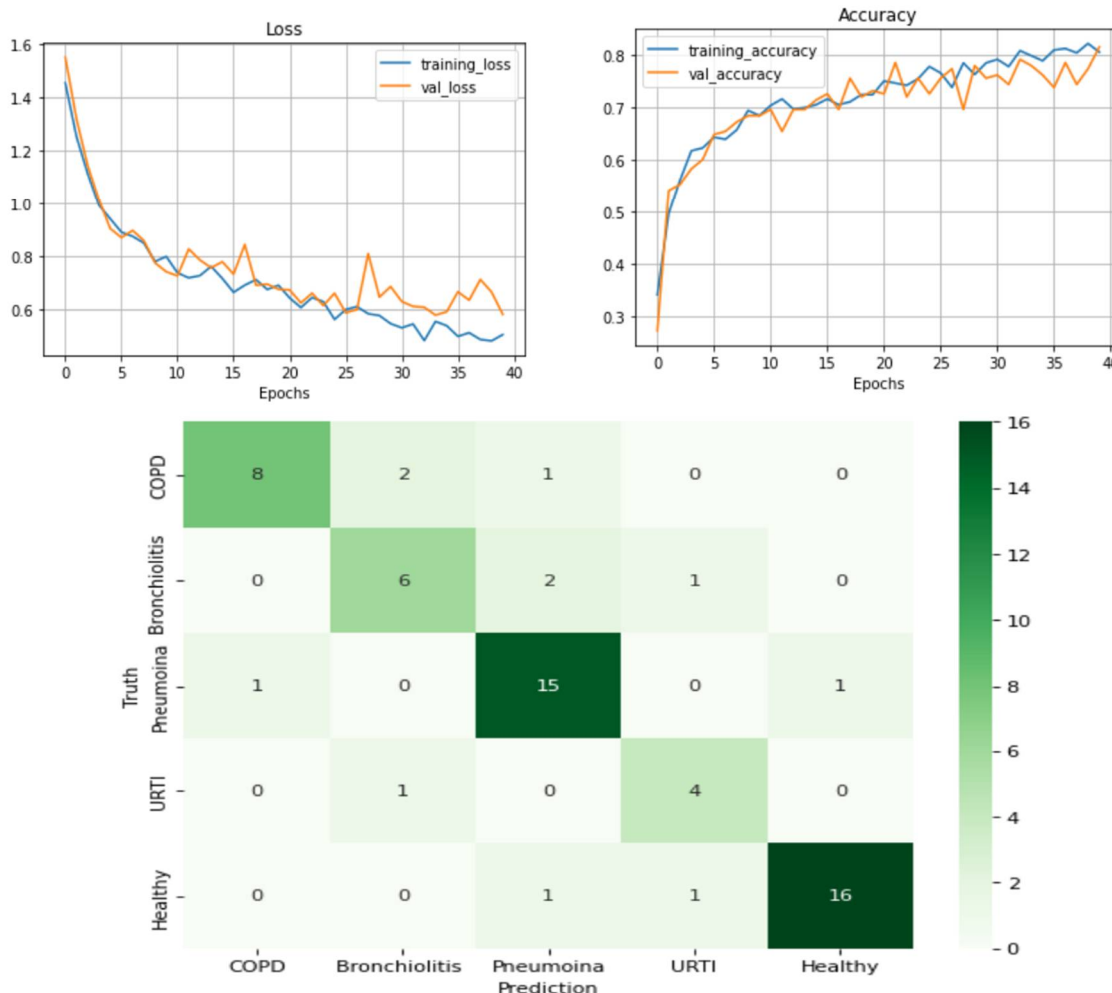 Loss
1.6
1.4
1.2
1.0
0.8
0.6
training_loss
val_loss
0 5 10 15 20 25 30 35 40
Epochs
Accuracy
0.8
0.7
0.6
0.5
0.4
0.3
training_accuracy
val_accuracy
0 5 10 15 20 25 30 35
Epochs
Truth
COPD
8 2 1 0 0
Bronchiolitis
0 6 2 1 0
Pneumoina
1 0 15 0 1
URTI
0 1 0 4 0
Healthy
0 0 1 1 16
COPD Bronchiolitis Pneumoina URTI Healthy
Prediction
16
14
12
10
8
6
4
2
0